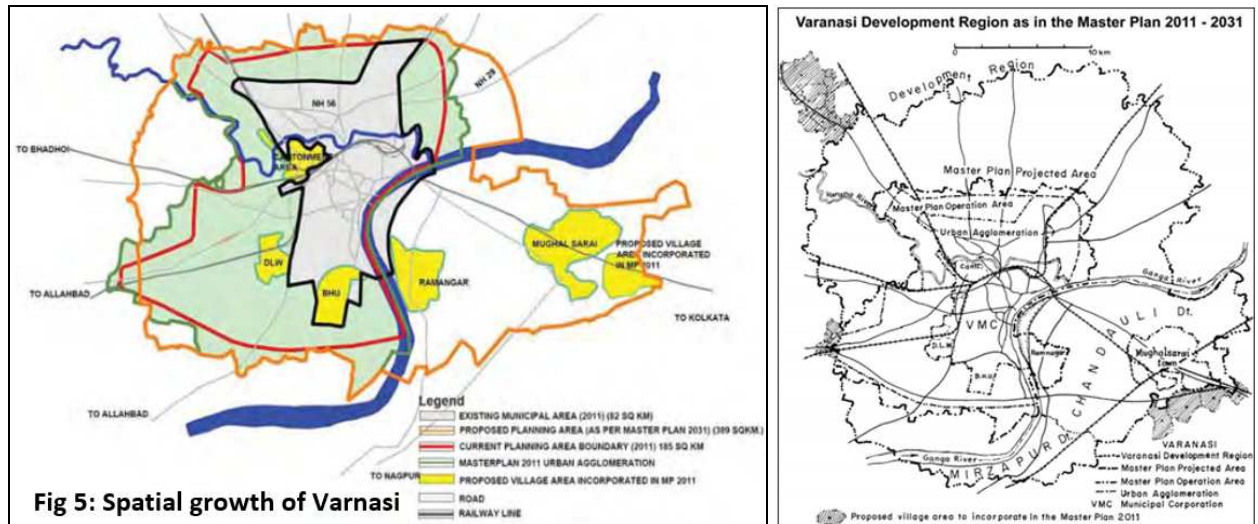 NH 56
NH 29
TO BHADHOI
CANTONMENT
AREA
DLW
BHU
RAMANGAR
MUGHAL SARAI
PROPOSED VILLAGE
AREA INCORPORATED
IN MP 2011
TO ALLAHBAD
TO KOLKATA
TO ALLAHBAD
TO NAGPUR
Legend
EXISTING MUNICIPAL AREA (2011) (82 SQ KM)
PROPOSED PLANNING AREA (AS PER MASTER PLAN 2031) (389 SQKM.)
CURRENT PLANNING AREA BOUNDARY (2011) 185 SQ KM
MASTERPLAN 2011 URBAN AGGLOMERATION
PROPOSED VILLAGE AREA INCORPORATED IN MP 2011
ROAD
RAILWAY LINE
Fig 5: Spatial growth of Varnasi
Varanasi Development Region as in the Master Plan 2011 - 2031
0 10 km
Development Region
Master Plan Projected Area
Varuna River
Master Plan Operation Area
Urban Agglomeration
Cantt.
Ganga River
VMC
D.L.W.
Ramnagar
B.H.U.
CHANDAULI Dt.
Mughalsarai
town
Ganga River
MIRZAPUR Dt.
VARANASI
Varanasi Development Region
Master Plan Projected Area
Master Plan Operation Area
Urban Agglomeration
VMC Municipal Corporation
Proposed village area to incorporate in the Master Plan 2011